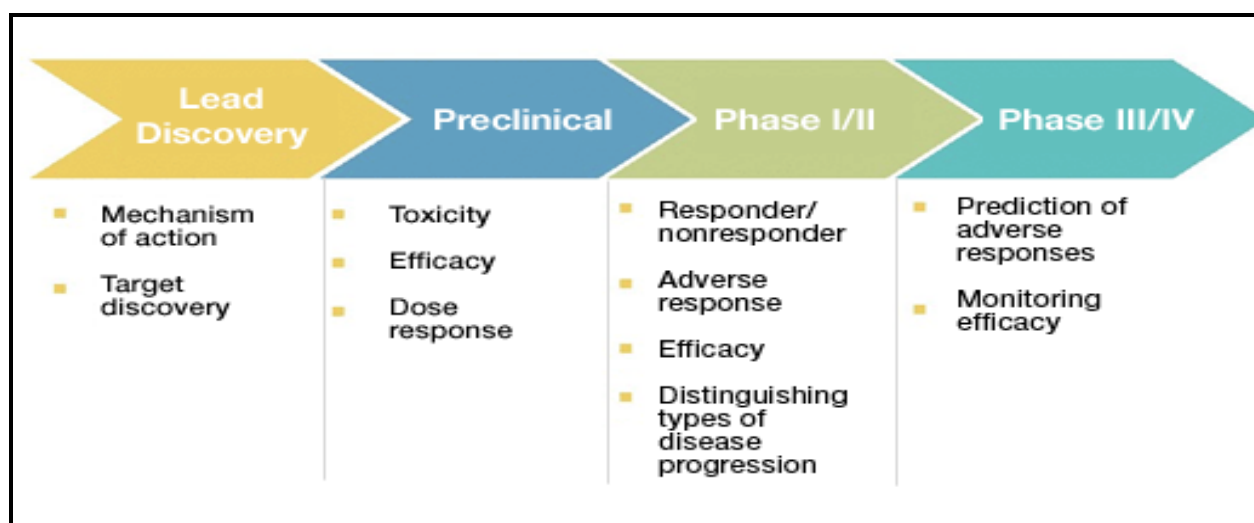 Lead
Discovery
Preclinical
Phase I/II
Phase III/IV
Mechanism
of action
Target
discovery
Toxicity
Efficacy
Dose
response
Responder/
nonresponder
Adverse
response
Efficacy
Distinguishing
types of
disease
progression
Prediction of
adverse
responses
Monitoring
efficacy